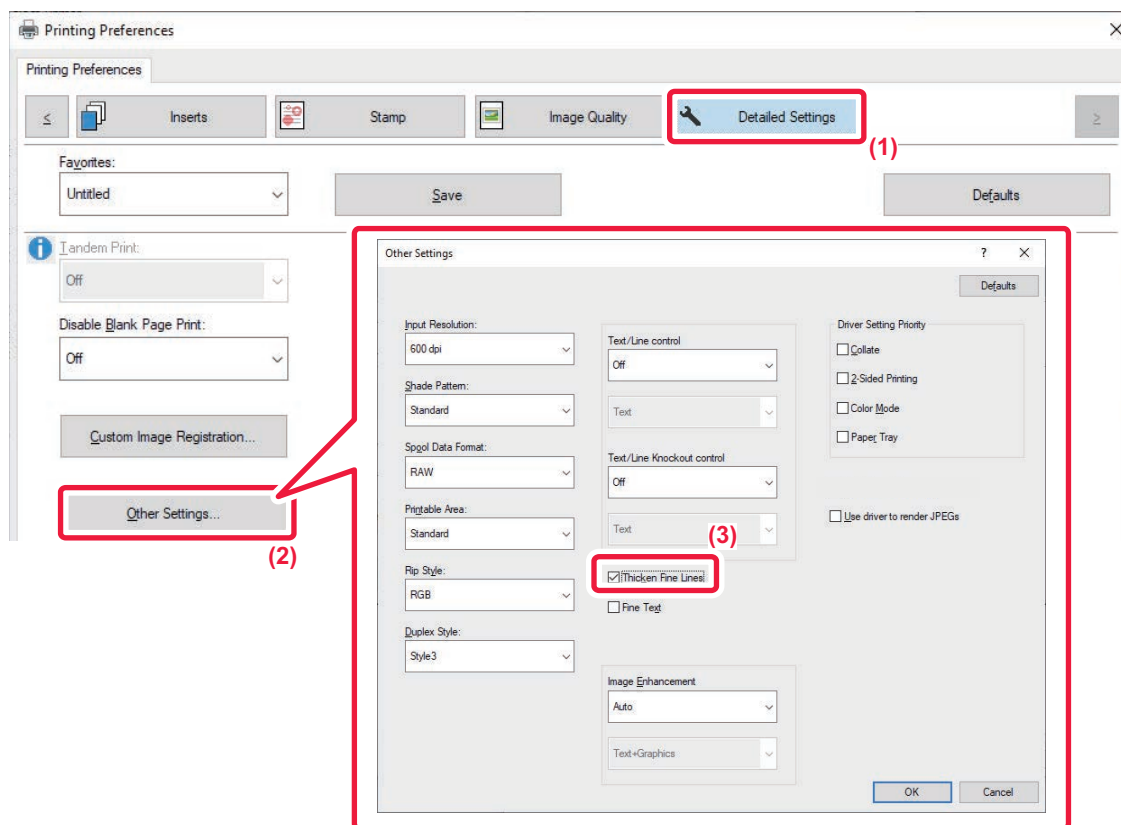 Printing Preferences
Printing Preferences
< Inserts Stamp Image Quality Detailed Settings >
(1)
Favorites:
Untitled Save Defaults
Tandem Print:
Off
Disable Blank Page Print:
Off
Custom Image Registration...
Other Settings...
(2)
Other Settings ?
Defaults
Input Resolution:
600 dpi
Shade Pattern:
Standard
Spool Data Format:
RAW
Printable Area:
Standard
Rip Style:
RGB
Duplex Style:
Style3
Text/Line control
Off
Text
Text/Line Knockout control
Off
Text
(3)
Thicken Fine Lines
Fine Text
Image Enhancement
Auto
Text+Graphics
Driver Setting Priority
Collate
2-Sided Printing
Color Mode
Paper Tray
Use driver to render JPEGs
OK Cancel